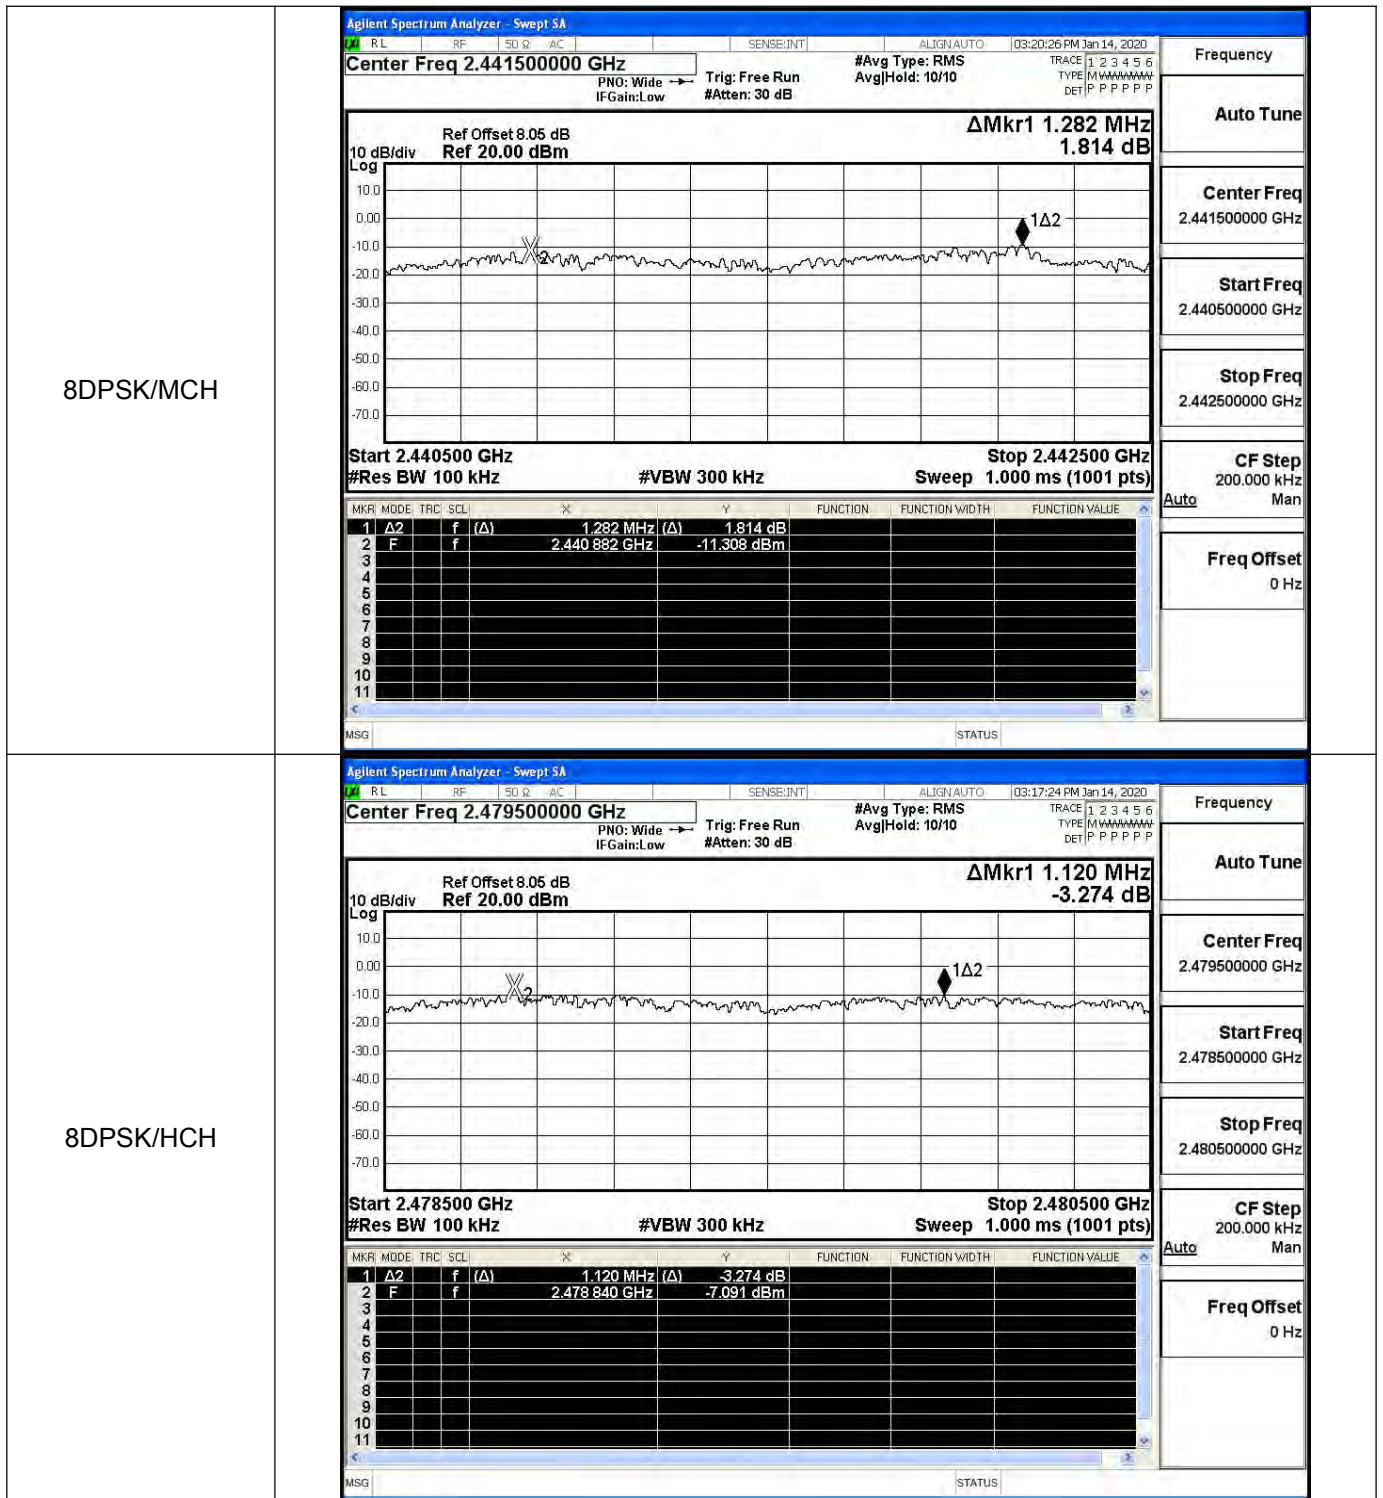 8DPSK/MCH
Agilent Spectrum Analyzer - Swept SA
LXI RL RF 50 Ω AC SENSE:INT ALIGN AUTO 03:20:26 PM Jan 14, 2020
Center Freq 2.441500000 GHz
PNO: Wide
IFGain:Low
Trig: Free Run
#Atten: 30 dB
#Avg Type: RMS
Avg|Hold: 10/10
TRACE 1 2 3 4 5 6
TYPE MWWWWW
DET P P P P P P
Ref Offset 8.05 dB
10 dB/div Ref 20.00 dBm
ΔMkr1 1.282 MHz
1.814 dB
Log
10.0
0.00
-10.0
-20.0
-30.0
-40.0
-50.0
-60.0
-70.0
1Δ2
2
Start 2.440500 GHz Stop 2.442500 GHz
#Res BW 100 kHz #VBW 300 kHz Sweep 1.000 ms (1001 pts)
MKR MODE TRC SCL X Y FUNCTION FUNCTION WIDTH FUNCTION VALUE
1 Δ2 f (Δ) 1.282 MHz (Δ) 1.814 dB
2 F f 2.440 882 GHz -11.308 dBm
3
4
5
6
7
8
9
10
11
MSG STATUS
Frequency
Auto Tune
Center Freq
2.441500000 GHz
Start Freq
2.440500000 GHz
Stop Freq
2.442500000 GHz
CF Step
200.000 kHz
Auto Man
Freq Offset
0 Hz
8DPSK/HCH
Agilent Spectrum Analyzer - Swept SA
LXI RL RF 50 Ω AC SENSE:INT ALIGN AUTO 03:17:24 PM Jan 14, 2020
Center Freq 2.479500000 GHz
PNO: Wide
IFGain:Low
Trig: Free Run
#Atten: 30 dB
#Avg Type: RMS
Avg|Hold: 10/10
TRACE 1 2 3 4 5 6
TYPE MWWWWW
DET P P P P P P
Ref Offset 8.05 dB
10 dB/div Ref 20.00 dBm
ΔMkr1 1.120 MHz
-3.274 dB
Log
10.0
0.00
-10.0
-20.0
-30.0
-40.0
-50.0
-60.0
-70.0
1Δ2
2
Start 2.478500 GHz Stop 2.480500 GHz
#Res BW 100 kHz #VBW 300 kHz Sweep 1.000 ms (1001 pts)
MKR MODE TRC SCL X Y FUNCTION FUNCTION WIDTH FUNCTION VALUE
1 Δ2 f (Δ) 1.120 MHz (Δ) -3.274 dB
2 F f 2.478 840 GHz -7.091 dBm
3
4
5
6
7
8
9
10
11
MSG STATUS
Frequency
Auto Tune
Center Freq
2.479500000 GHz
Start Freq
2.478500000 GHz
Stop Freq
2.480500000 GHz
CF Step
200.000 kHz
Auto Man
Freq Offset
0 Hz